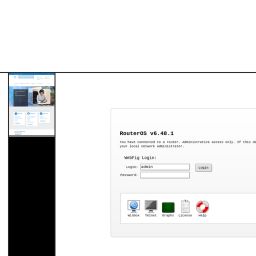 RouterOS v6.48.1
You have connected to a router. Administrative access only. If this de
your local network administrator.
WebFig Login:
Login: admin
Login
Password:
Winbox Telnet Graphs License Help